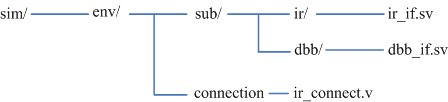 sim/ env/ sub/ ir/ ir_if.sv
dbb/ dbb_if.sv
connection ir_connect.v